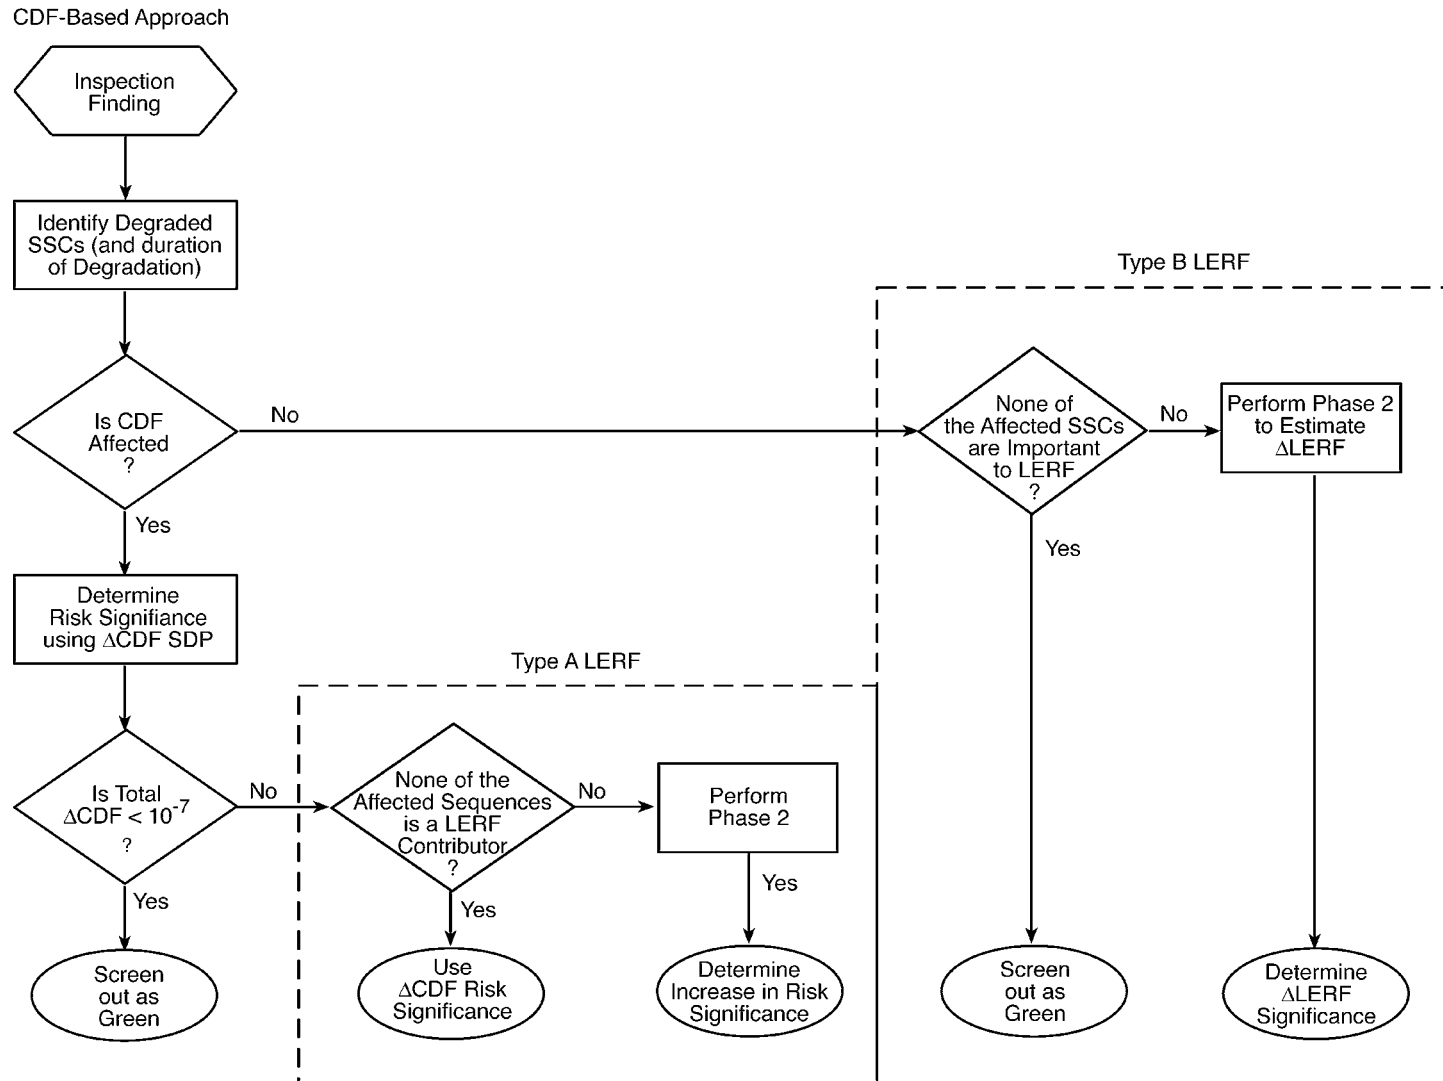 CDF-Based Approach
Inspection
Finding
Identify Degraded
SSCs (and duration
of Degradation)
Type B LERF
Is CDF
Affected
?
No
None of
the Affected SSCs
are Important
to LERF
?
No
Perform Phase 2
to Estimate
ΔLERF
Yes
Yes
Determine
Risk Signifiance
using ΔCDF SDP
Type A LERF
Is Total
ΔCDF < 10^-7
?
No
None of the
Affected Sequences
is a LERF
Contributor
?
No
Perform
Phase 2
Yes
Yes
Yes
Screen
out as
Green
Use
ΔCDF Risk
Significance
Determine
Increase in Risk
Significance
Screen
out as
Green
Determine
ΔLERF
Significance